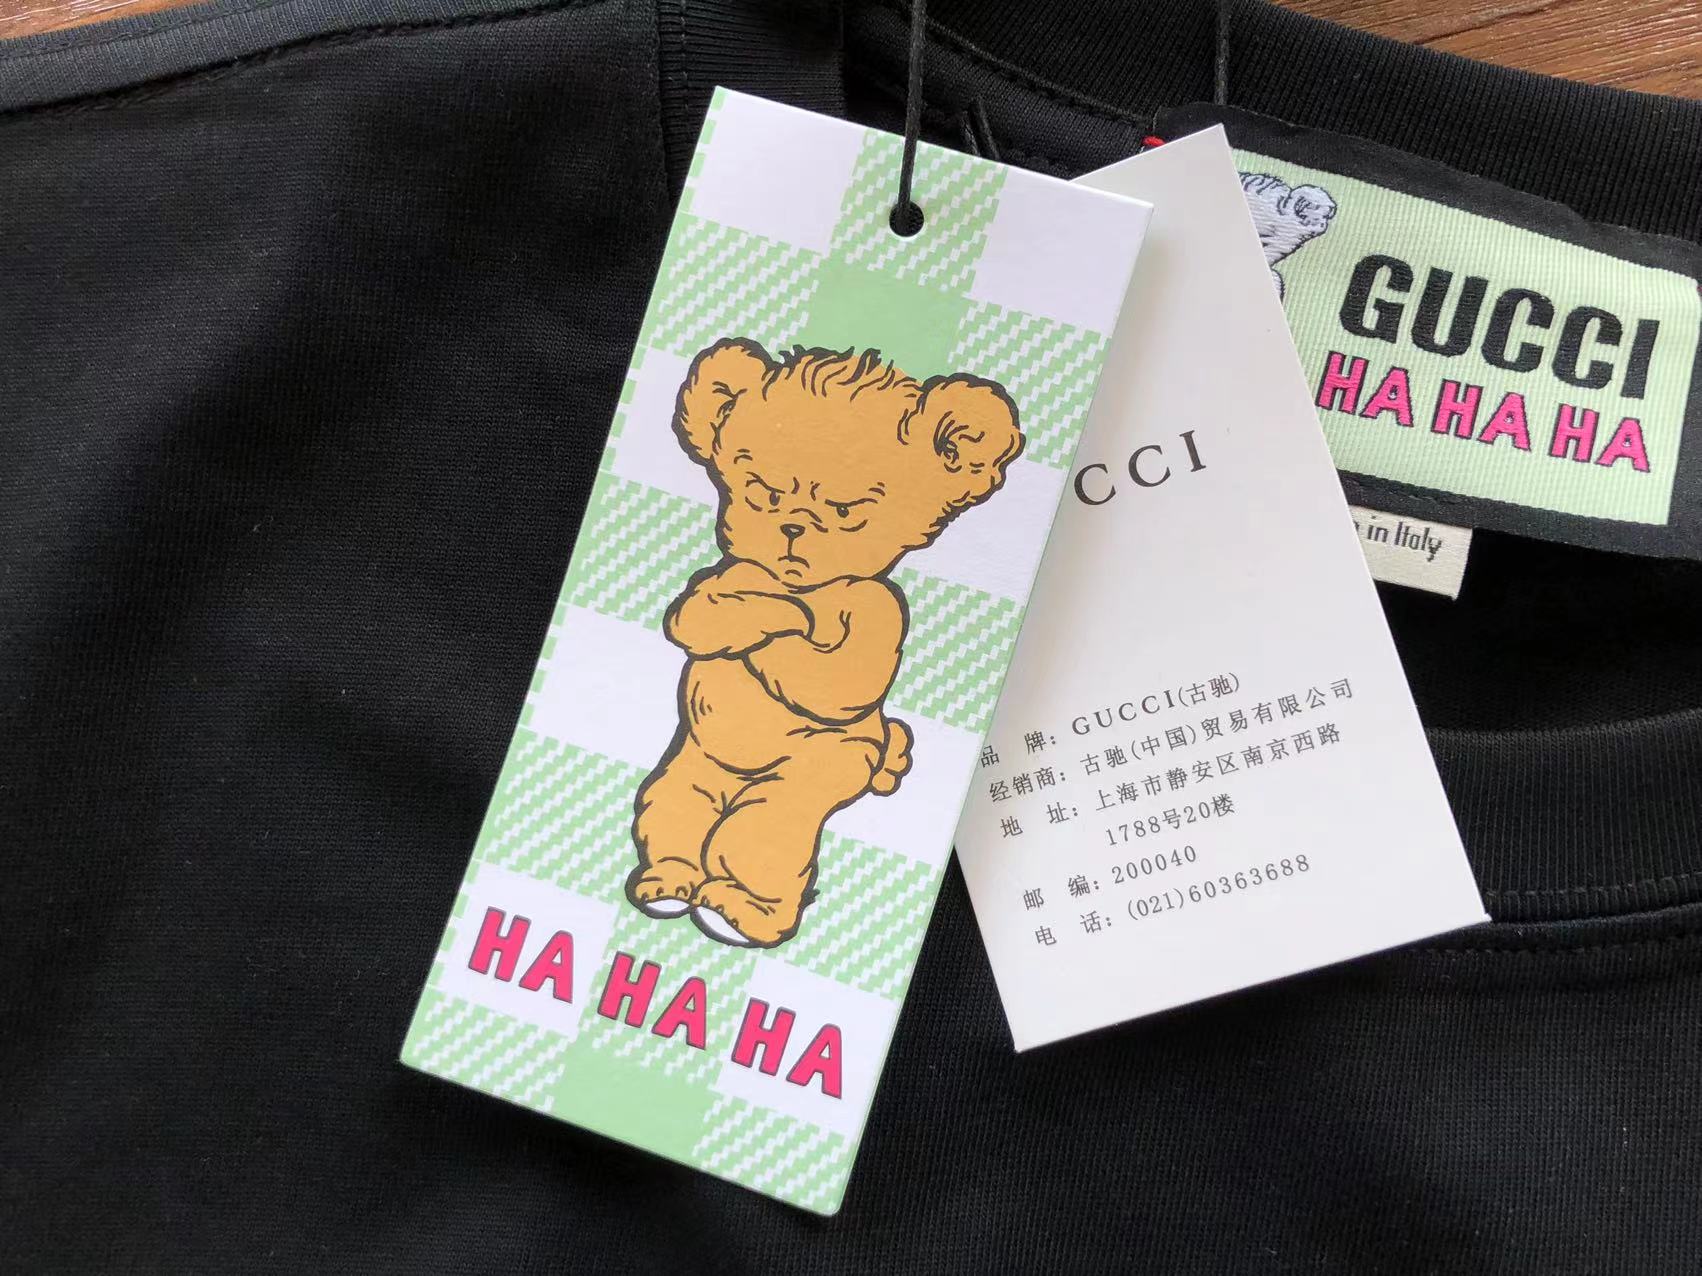 GUCCI
HA HA HA
in Italy
HA HA HA
CCI
品 牌: GUCCI(古驰)
经销商: 古驰(中国)贸易有限公司
地 址: 上海市静安区南京西路
1788号20楼
邮 编: 200040
电 话: (021)60363688